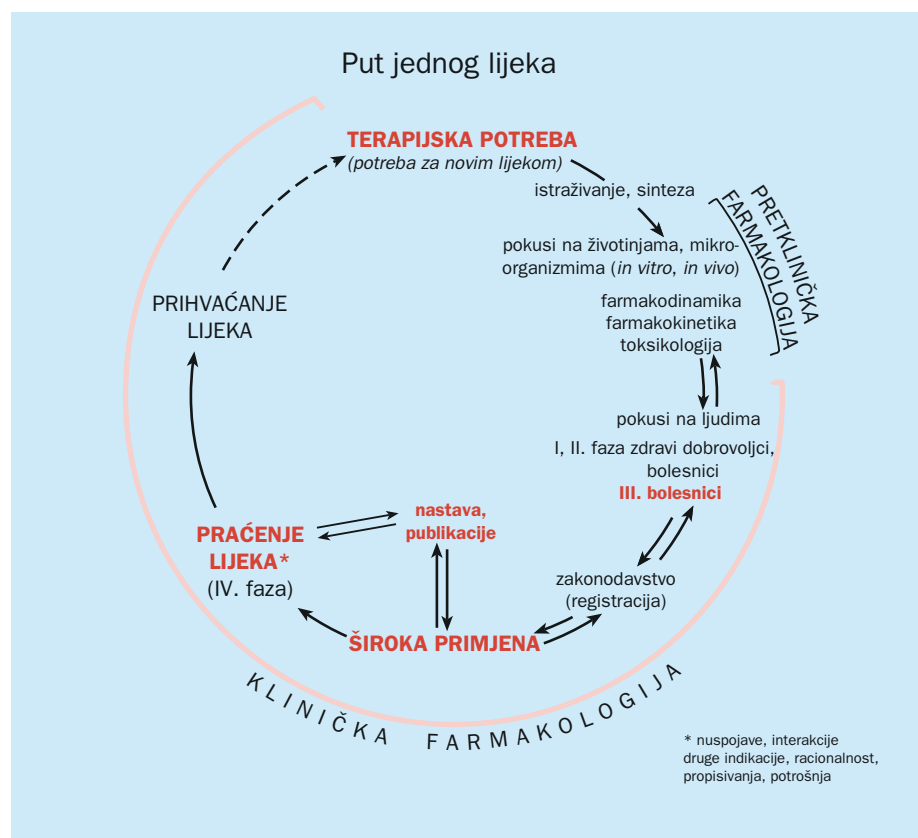 Put jednog lijeka
TERAPIJSKA POTREBA
(potreba za novim lijekom)
istraživanje, sinteza
pokusi na životinjama, mikro-
organizmima (in vitro, in vivo)
PRETKLINIČKA
FARMAKOLOGIJA
farmakodinamika
farmakokinetika
toksikologija
pokusi na ljudima
I, II. faza zdravi dobrovoljci,
bolesnici
III. bolesnici
zakonodavstvo
(registracija)
ŠIROKA PRIMJENA
nastava,
publikacije
PRAĆENJE
LIJEKA*
(IV. faza)
PRIHVAĆANJE
LIJEKA
KLINIČKA FARMAKOLOGIJA
* nuspojave, interakcije
druge indikacije, racionalnost,
propisivanja, potrošnja